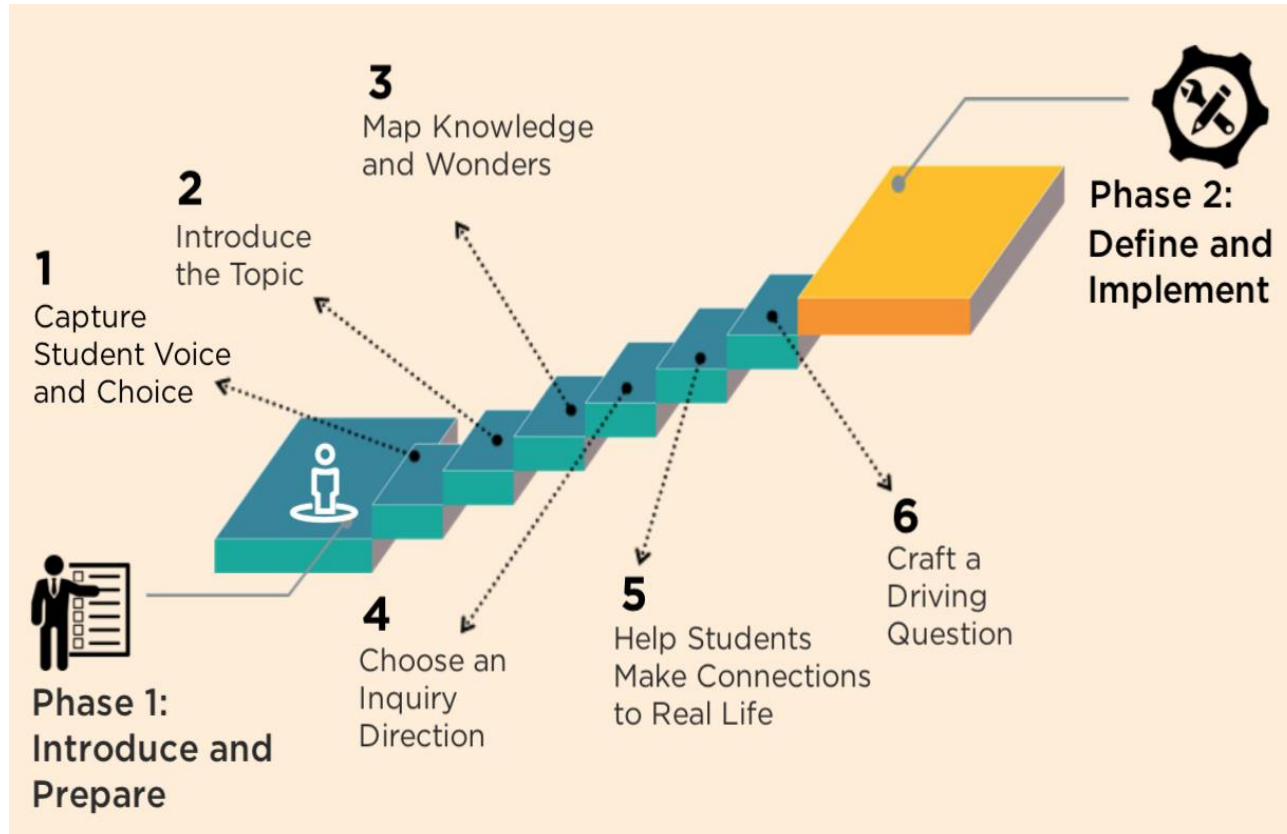 1
Capture
Student Voice
and Choice
2
Introduce
the Topic
3
Map Knowledge
and Wonders
4
Choose an
Inquiry
Direction
5
Help Students
Make Connections
to Real Life
6
Craft a
Driving
Question
Phase 1:
Introduce and
Prepare
Phase 2:
Define and
Implement